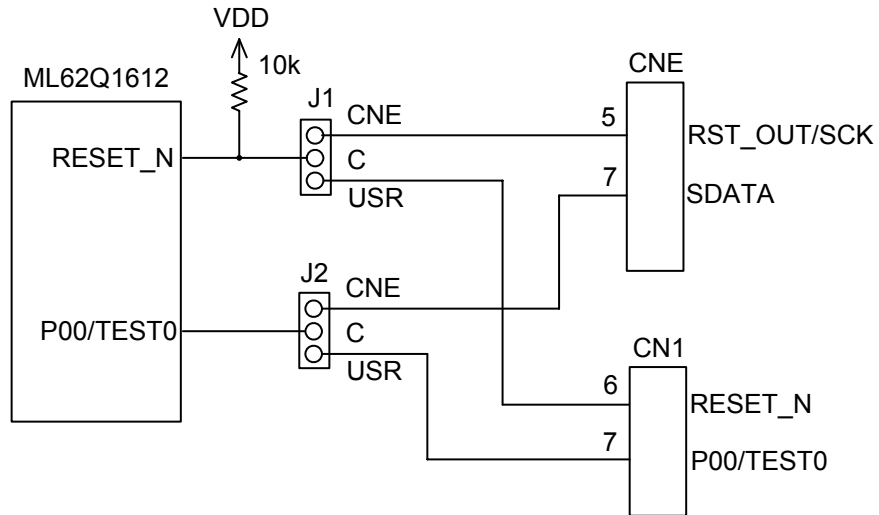 VDD
10k
ML62Q1612
RESET_N
P00/TEST0
J1
CNE
C
USR
J2
CNE
C
USR
CNE
5
RST_OUT/SCK
7
SDATA
CN1
6
RESET_N
7
P00/TEST0